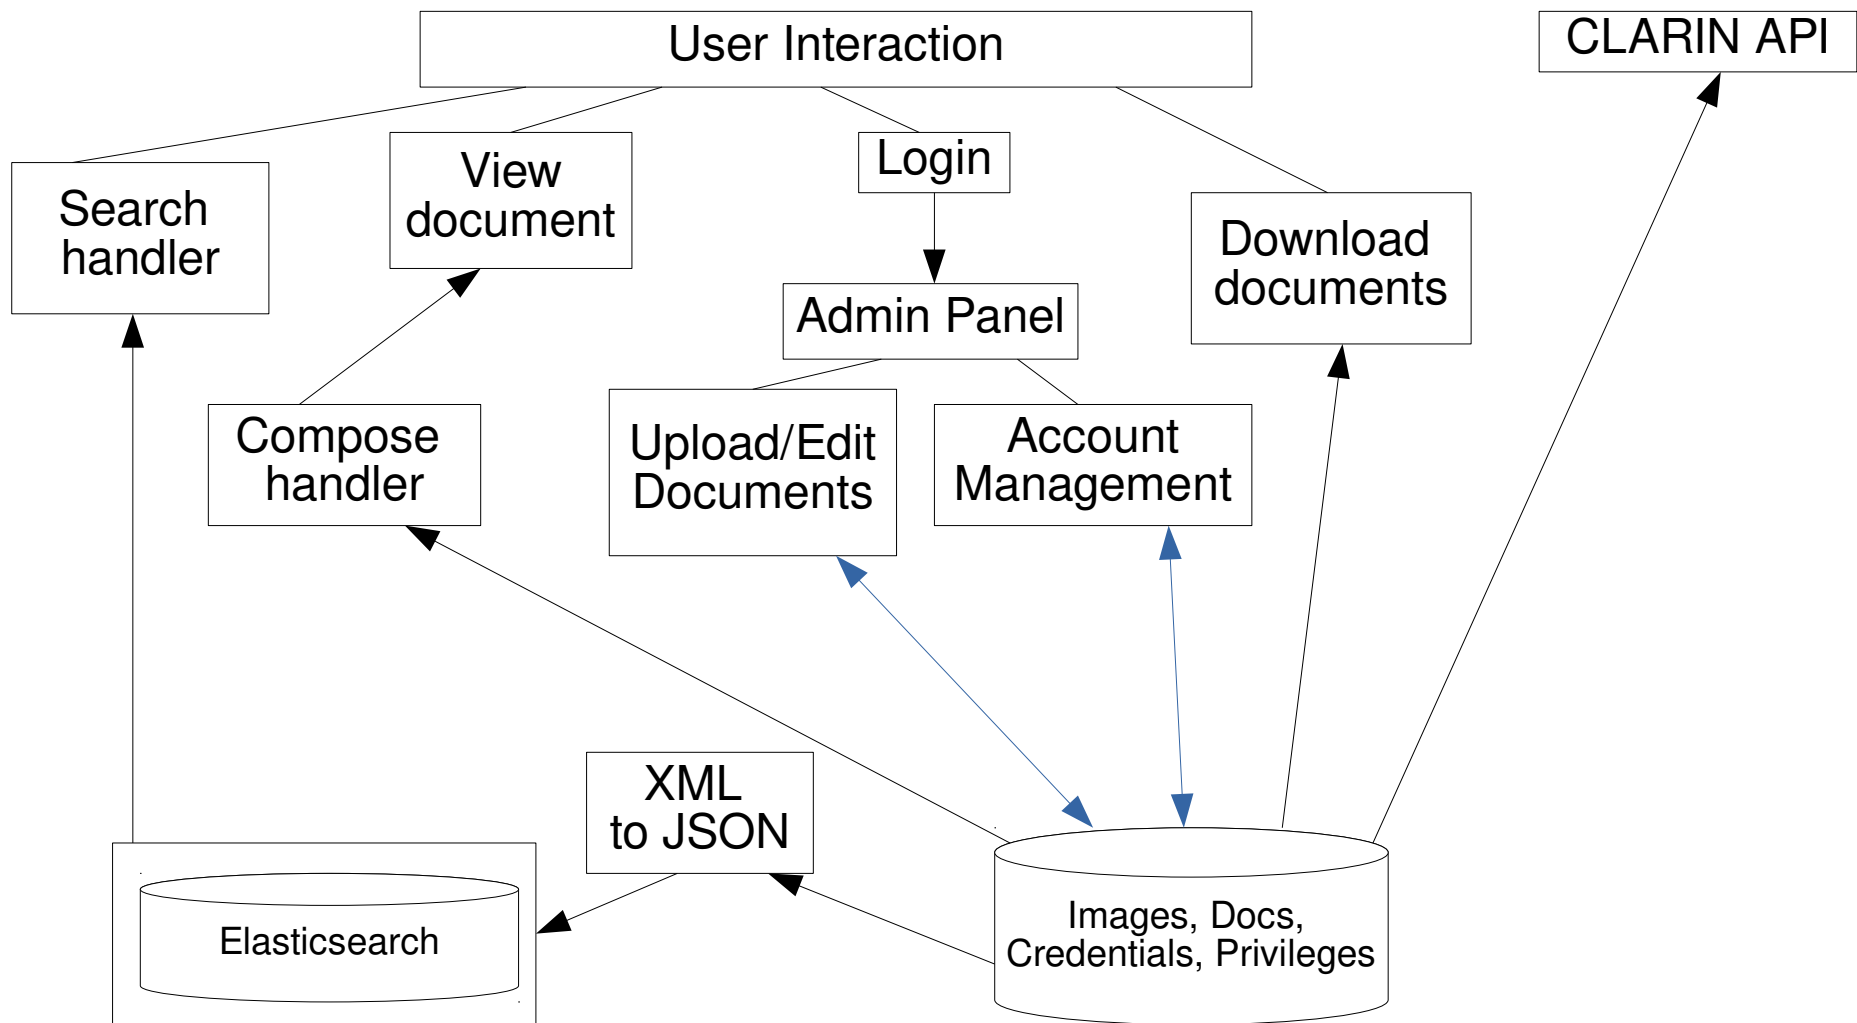 User Interaction
CLARIN API
Search
handler
View
document
Login
Download
documents
Admin Panel
Compose
handler
Upload/Edit
Documents
Account
Management
XML
to JSON
Elasticsearch
Images, Docs,
Credentials, Privileges